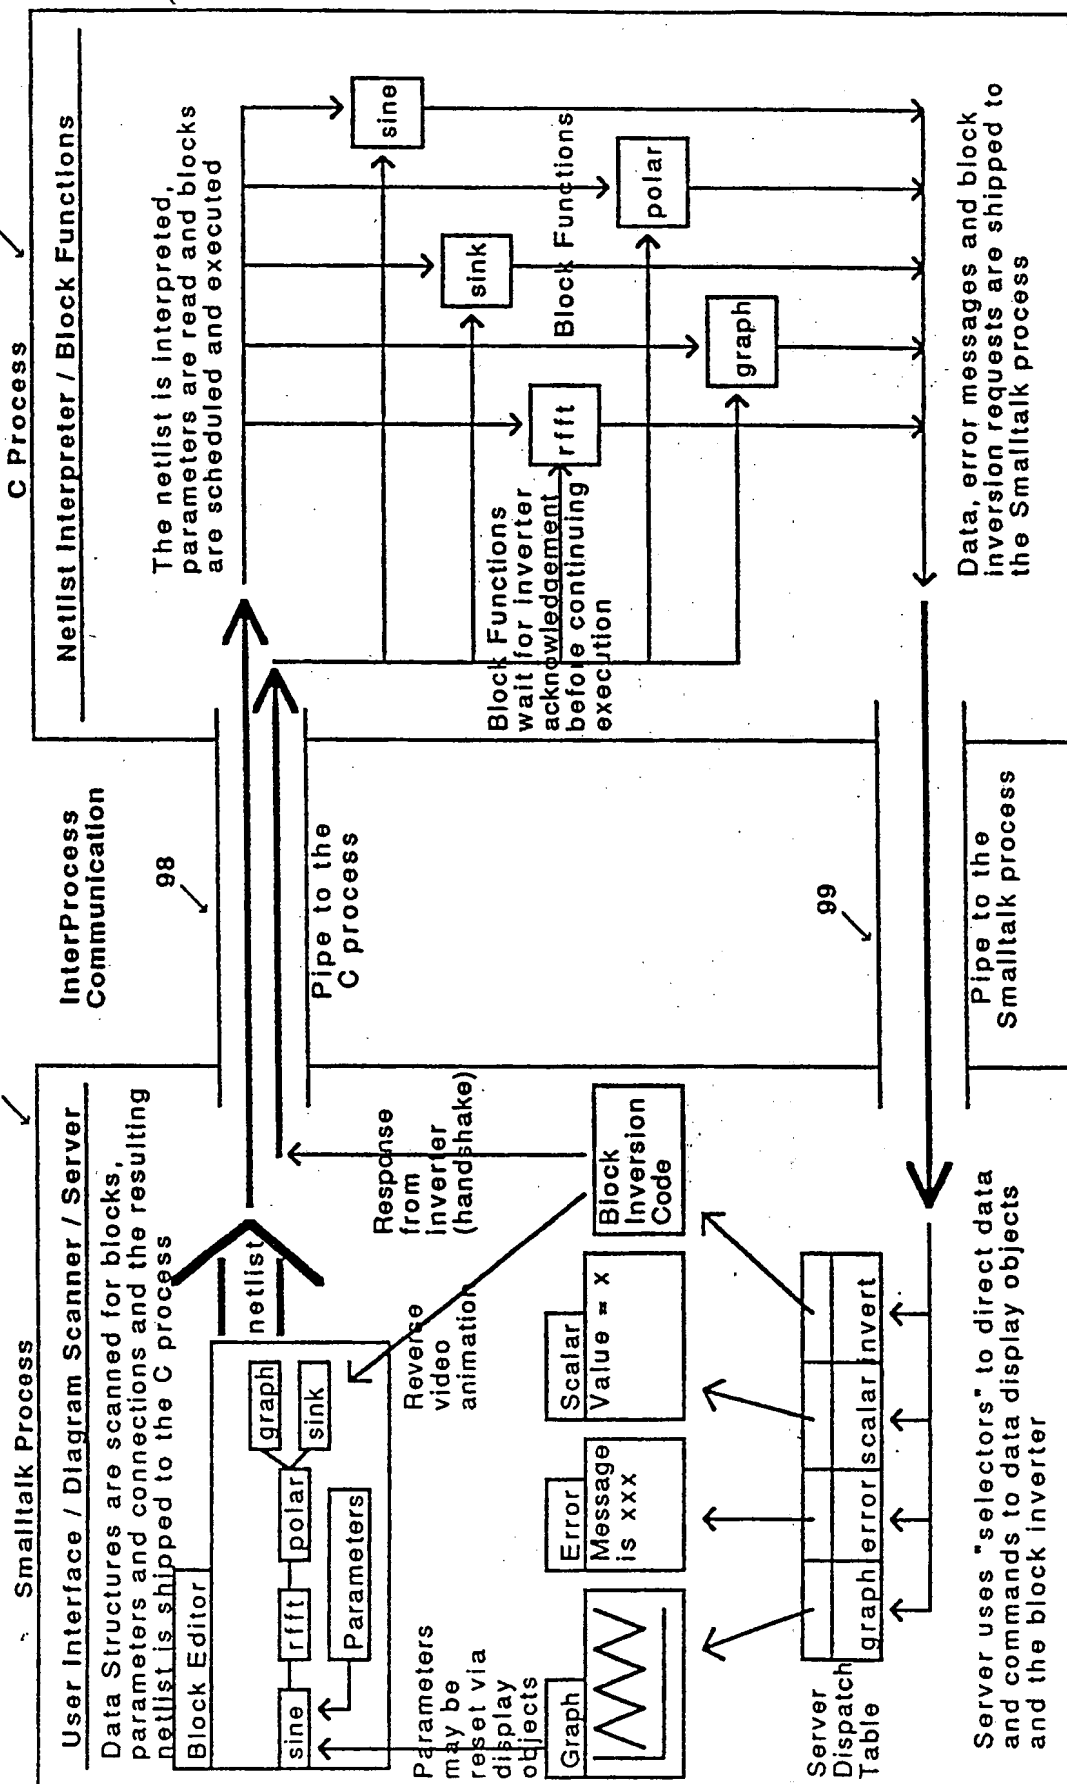 Smalltalk Process
User Interface / Diagram Scanner / Server
Data Structures are scanned for blocks,
parameters and connections and the resulting
netlist is shipped to the C process
Block Editor
sine
rfft
polar
graph
sink
Parameters
netlist
Parameters
may be
reset via
display
objects
Reverse
video
animation
Response
from
inverter
(handshake)
Graph
Error
Message
is xxx
Scalar
Value = x
Block
Inversion
Code
Server
Dispatch
Table
graph
error
scalar
invert
Server uses "selectors" to direct data
and commands to data display objects
and the block inverter
InterProcess
Communication
98
Pipe to the
C process
99
Pipe to the
Smalltalk process
C Process
Netlist Interpreter / Block Functions
The netlist is interpreted,
parameters are read and blocks
are scheduled and executed
Block Functions
wait for inverter
acknowledgement
before continuing
execution
rfft
graph
sink
polar
sine
Block Functions
Data, error messages and block
inversion requests are shipped to
the Smalltalk process